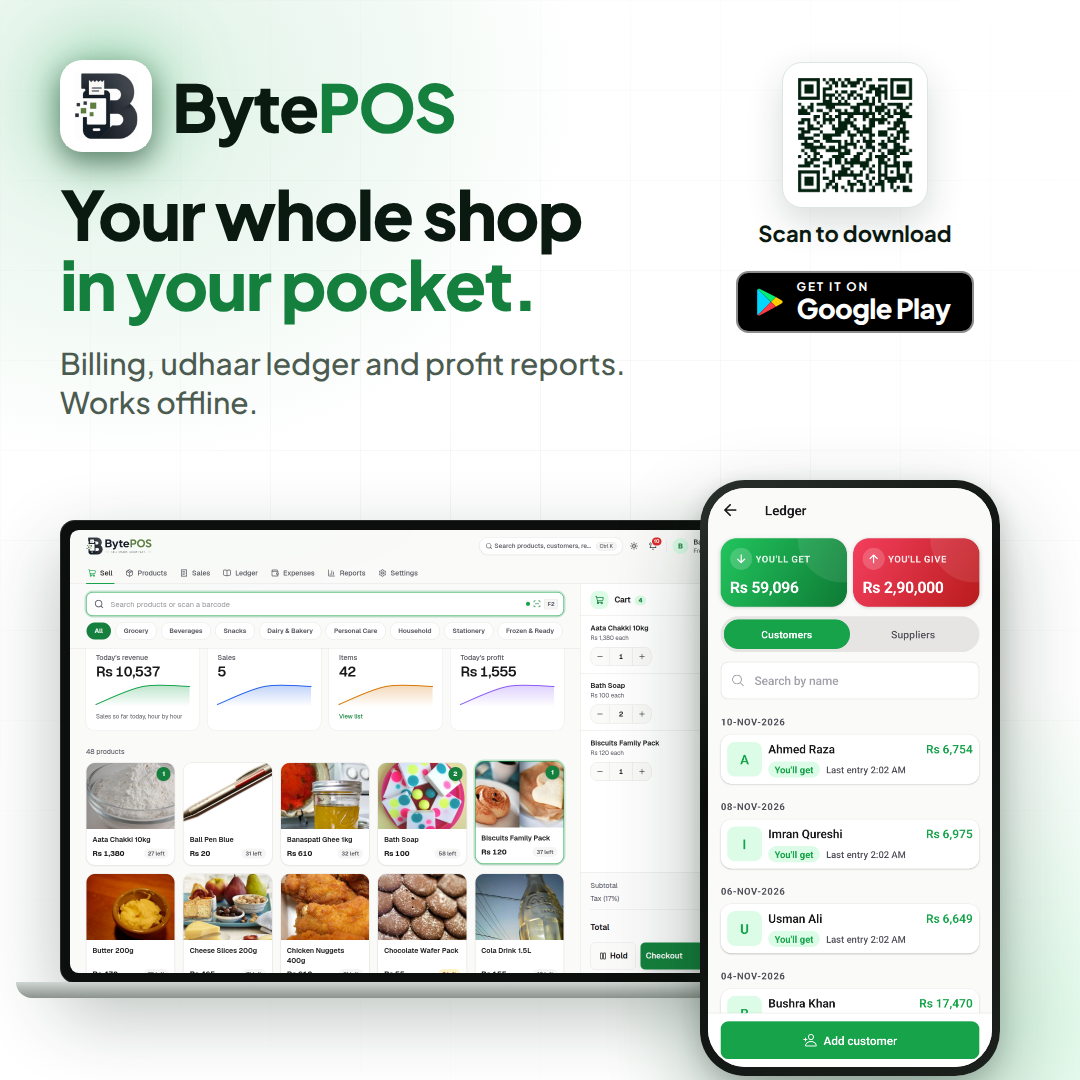 BytePOS
Your whole shop
in your pocket.
Billing, udhaar ledger and profit reports.
Works offline.
Scan to download
GET IT ON
Google Play
BytePOS
Search products, customers, re...
Ctrl K
10
B
Sell
Products
Sales
Ledger
Expenses
Reports
Settings
Search products or scan a barcode
F2
All
Grocery
Beverages
Snacks
Dairy & Bakery
Personal Care
Household
Stationery
Frozen & Ready
Today's revenue
Rs 10,537
Sales so far today, hour by hour
Sales
5
Items
42
View list
Today's profit
Rs 1,555
48 products
1
Aata Chakki 10kg
Rs 1,380
27 left
Ball Pen Blue
Rs 20
31 left
Banaspati Ghee 1kg
Rs 610
32 left
2
Bath Soap
Rs 100
58 left
1
Biscuits Family Pack
Rs 120
37 left
Butter 200g
Cheese Slices 200g
Chicken Nuggets
400g
Chocolate Wafer Pack
Cola Drink 1.5L
Cart 4
Aata Chakki 10kg
Rs 1,380 each
− 1 +
Bath Soap
Rs 100 each
− 2 +
Biscuits Family Pack
Rs 120 each
− 1 +
Subtotal
Tax (17%)
Total
Hold
Checkout
Ledger
YOU'LL GET
Rs 59,096
YOU'LL GIVE
Rs 2,90,000
Customers
Suppliers
Search by name
10-NOV-2026
A
Ahmed Raza
Rs 6,754
You'll get
Last entry 2:02 AM
08-NOV-2026
I
Imran Qureshi
Rs 6,975
You'll get
Last entry 2:02 AM
06-NOV-2026
U
Usman Ali
Rs 6,649
You'll get
Last entry 2:02 AM
04-NOV-2026
Bushra Khan
Rs 17,470
Add customer